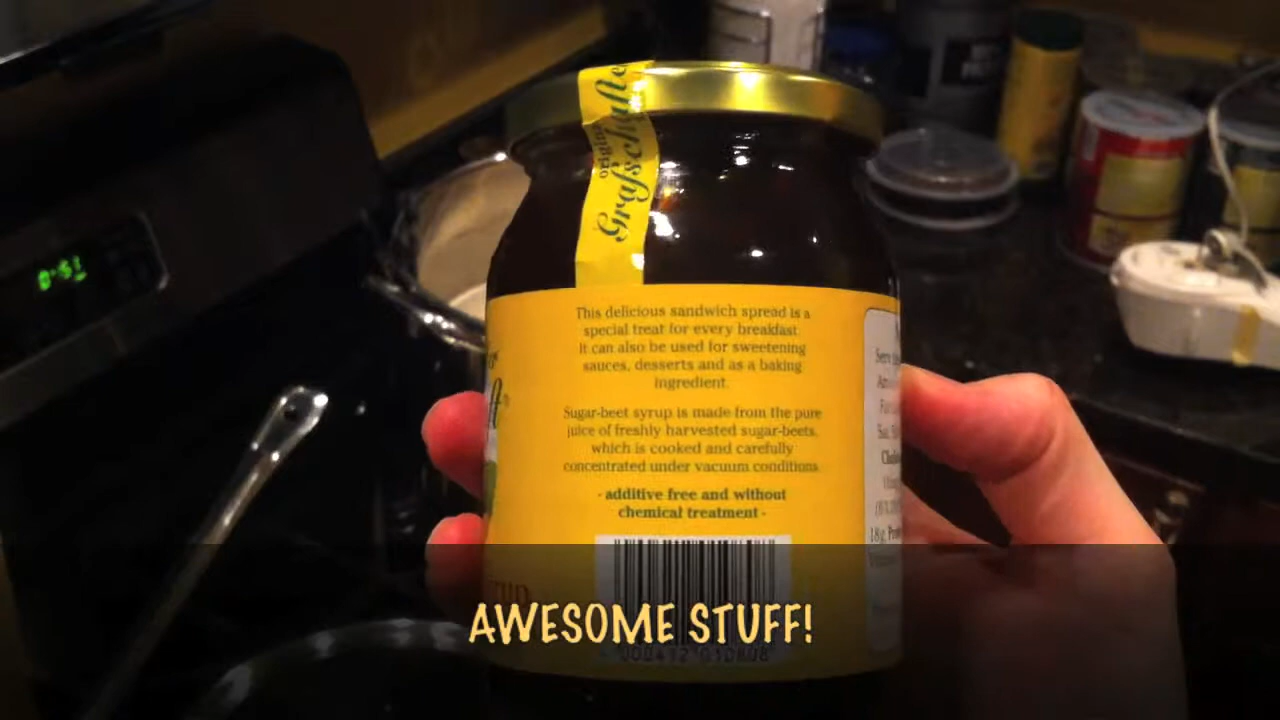 original
Grafschafter
This delicious sandwich spread is a
special treat for every breakfast.
It can also be used for sweetening
sauces, desserts and as a baking
ingredient.
Sugar-beet syrup is made from the pure
juice of freshly harvested sugar-beets,
which is cooked and carefully
concentrated under vacuum conditions
- additive free and without
chemical treatment -
AWESOME STUFF!